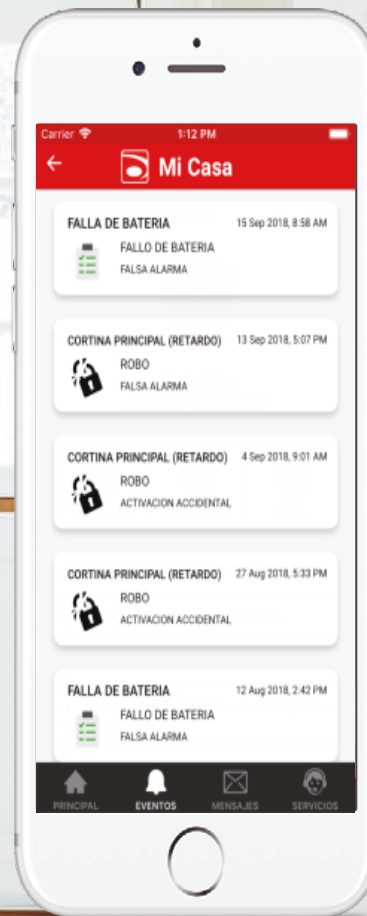 Carrier 1:12 PM
Mi Casa
FALLA DE BATERIA 15 Sep 2018, 8:58 AM
FALLO DE BATERIA
FALSA ALARMA
CORTINA PRINCIPAL (RETARDO) 13 Sep 2018, 5:07 PM
ROBO
FALSA ALARMA
CORTINA PRINCIPAL (RETARDO) 4 Sep 2018, 9:01 AM
ROBO
ACTIVACION ACCIDENTAL
CORTINA PRINCIPAL (RETARDO) 27 Aug 2018, 5:33 PM
ROBO
ACTIVACION ACCIDENTAL
FALLA DE BATERIA 12 Aug 2018, 2:42 PM
FALLO DE BATERIA
FALSA ALARMA
PRINCIPAL EVENTOS MENSAJES SERVICIOS